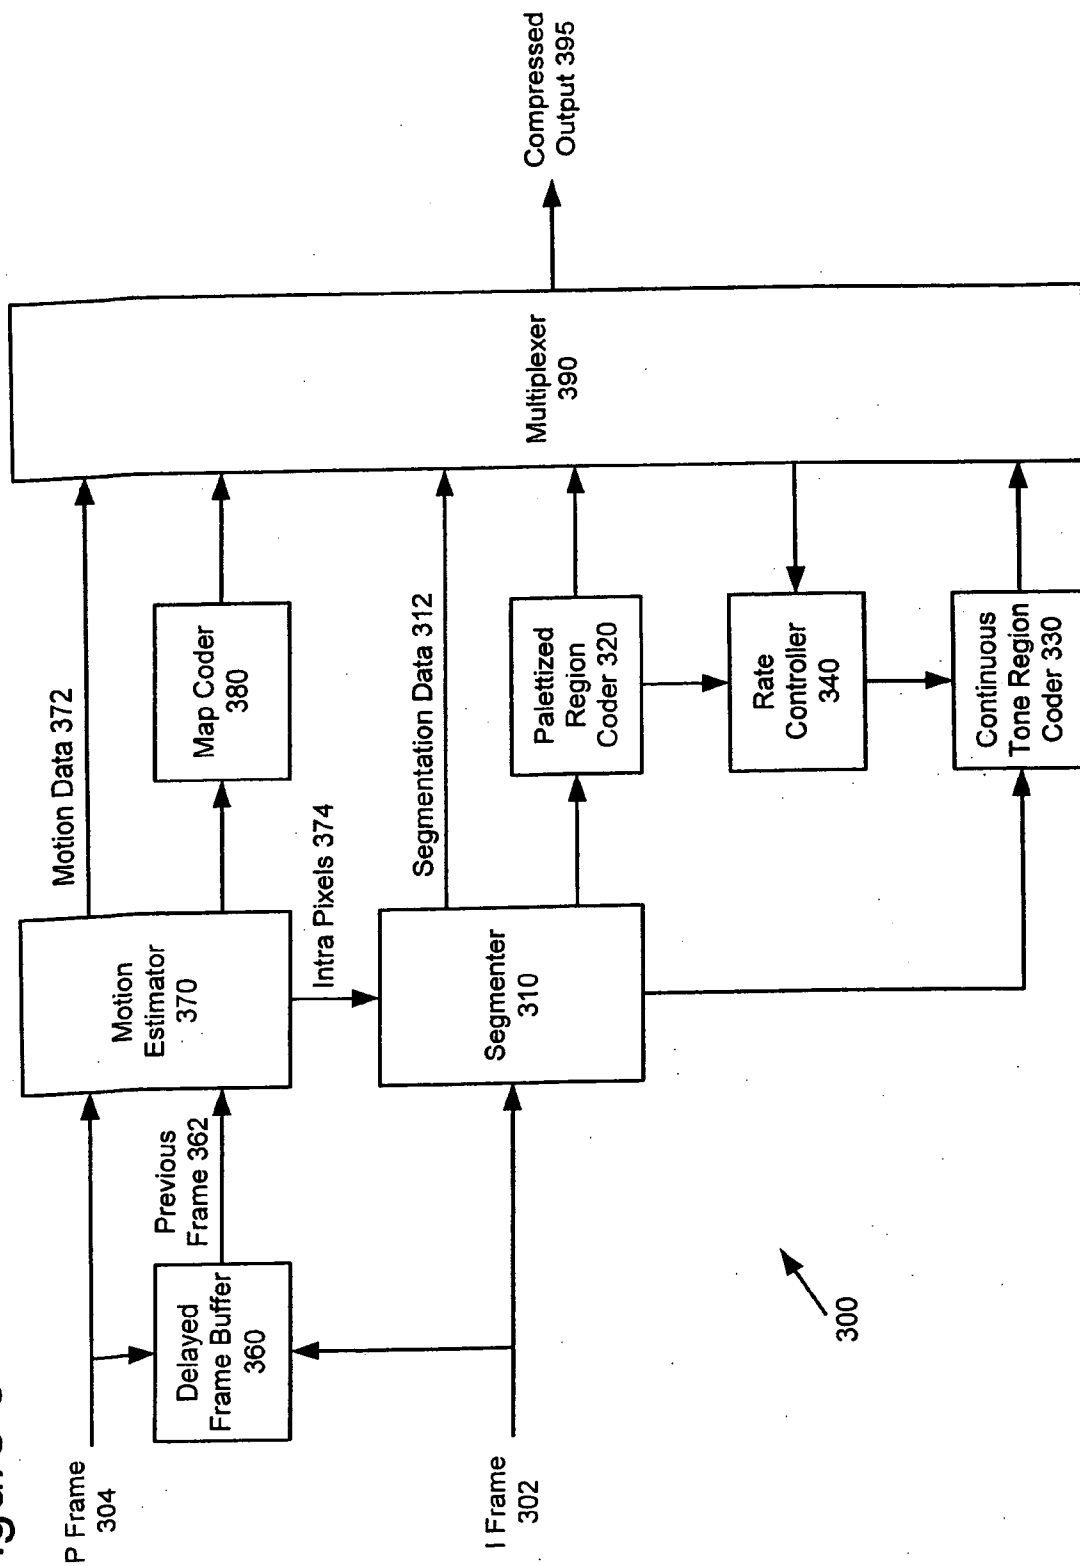 P Frame
304
Delayed
Frame Buffer
360
Previous
Frame 362
I Frame
302
Motion
Estimator
370
Motion Data 372
Map Coder
380
Intra Pixels 374
Segmenter
310
Segmentation Data 312
Palettized
Region
Coder 320
Rate
Controller
340
Continuous
Tone Region
Coder 330
Multiplexer
390
Compressed
Output 395
300